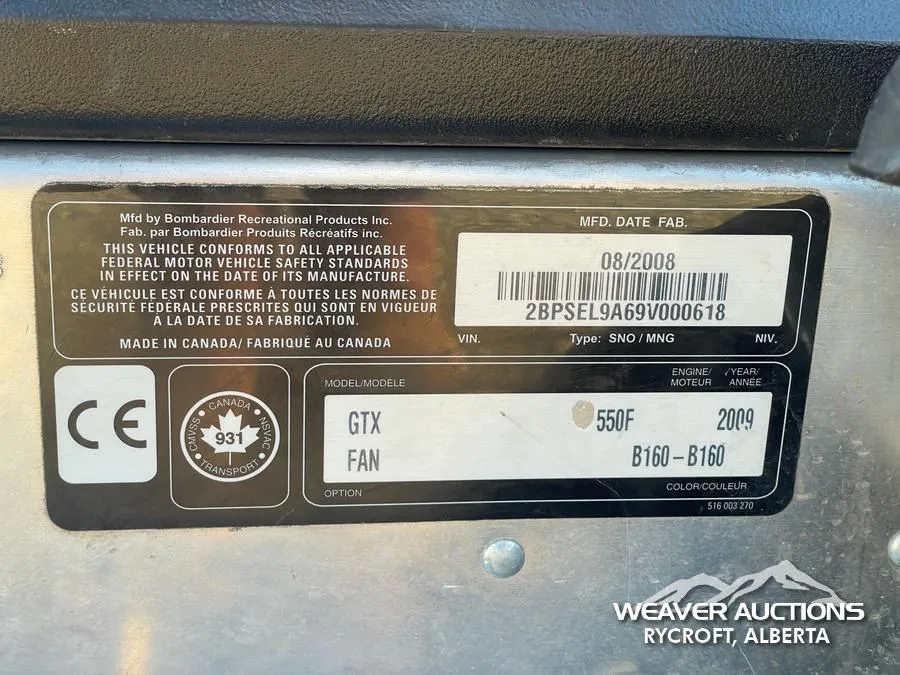 Mfd by Bombardier Recreational Products Inc.
Fab. par Bombardier Produits Récréatifs inc.
THIS VEHICLE CONFORMS TO ALL APPLICABLE
FEDERAL MOTOR VEHICLE SAFETY STANDARDS
IN EFFECT ON THE DATE OF ITS MANUFACTURE.
CE VÉHICULE EST CONFORME À TOUTES LES NORMES DE
SÉCURITÉ FÉDÉRALE PRESCRITES QUI SONT EN VIGUEUR
À LA DATE DE SA FABRICATION.
MADE IN CANADA/ FABRIQUÉ AU CANADA
MFD. DATE FAB.
08/2008
2BPSEL9A69V000618
VIN. Type: SNO / MNG NIV.
CE
CANADA
CMVSS 931 NSVAC
TRANSPORT
MODEL/MODÈLE ENGINE/ MOTEUR YEAR/ ANNÉE
GTX 550F 2009
FAN B160-B160
OPTION COLOR/COULEUR
516 003 270
WEAVER AUCTIONS
RYCROFT, ALBERTA